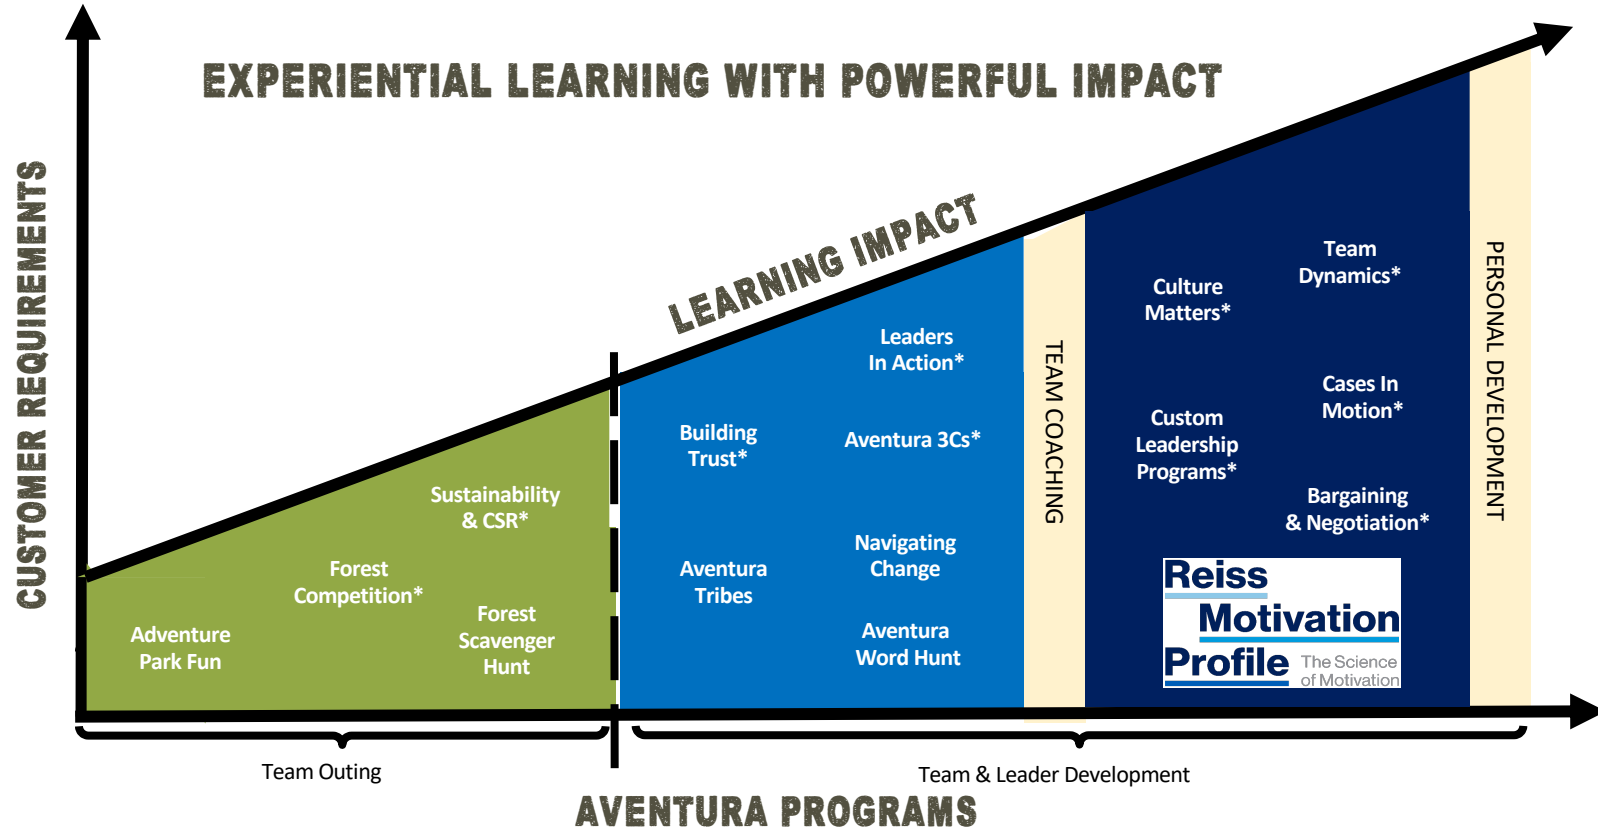 EXPERIENTIAL LEARNING WITH POWERFUL IMPACT
CUSTOMER REQUIREMENTS
LEARNING IMPACT
Adventure
Park Fun
Forest
Competition*
Sustainability
& CSR*
Forest
Scavenger
Hunt
Building
Trust*
Aventura
Tribes
Leaders
In Action*
Aventura 3Cs*
Navigating
Change
Aventura
Word Hunt
TEAM COACHING
Culture
Matters*
Custom
Leadership
Programs*
Team
Dynamics*
Cases In
Motion*
Bargaining
& Negotiation*
Reiss
Motivation
Profile
The Science
of Motivation
PERSONAL DEVELOPMENT
Team Outing
Team & Leader Development
AVENTURA PROGRAMS